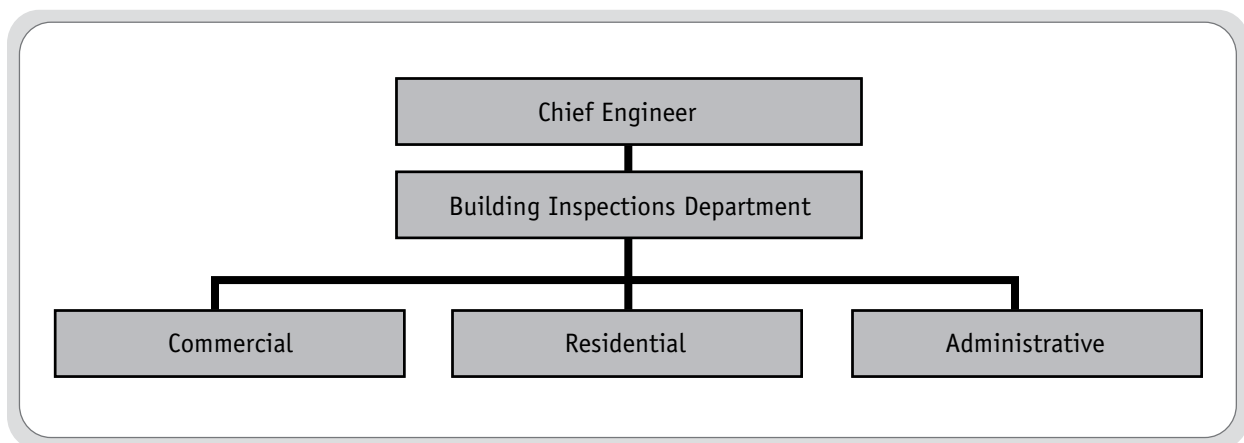 Chief Engineer
Building Inspections Department
Commercial
Residential
Administrative